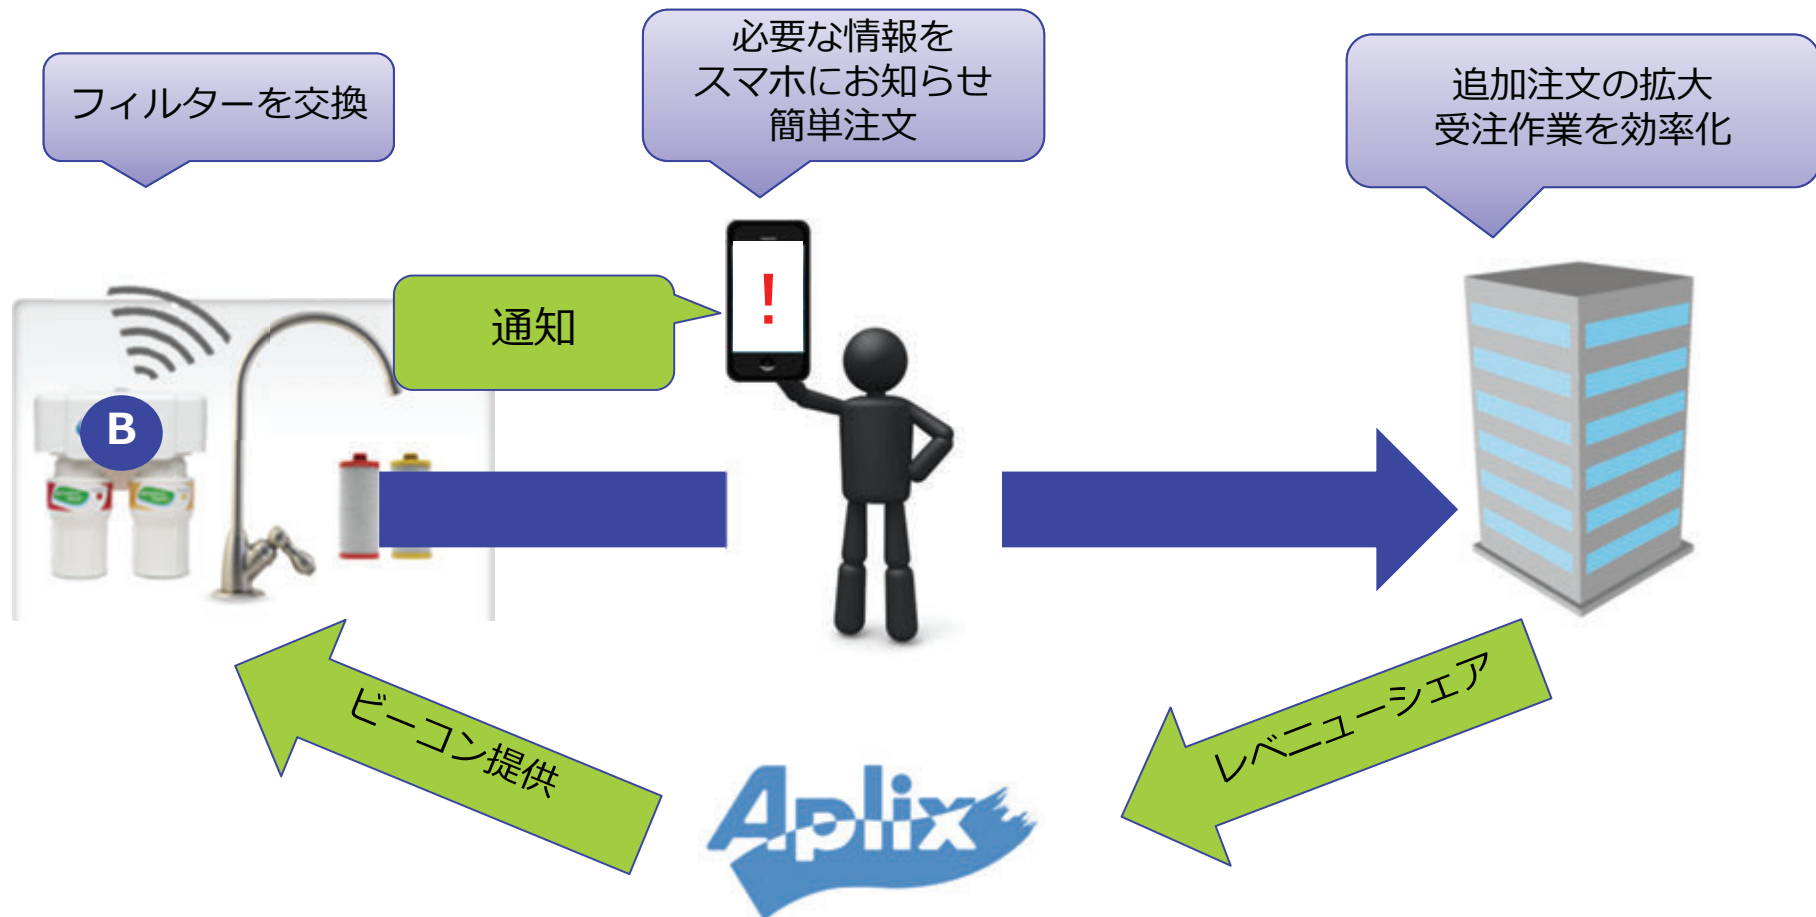 フィルターを交換
必要な情報を
スマホにお知らせ
簡単注文
追加注文の拡大
受注作業を効率化
通知
!
B
ビーコン提供
レベニューシェア
Aplix